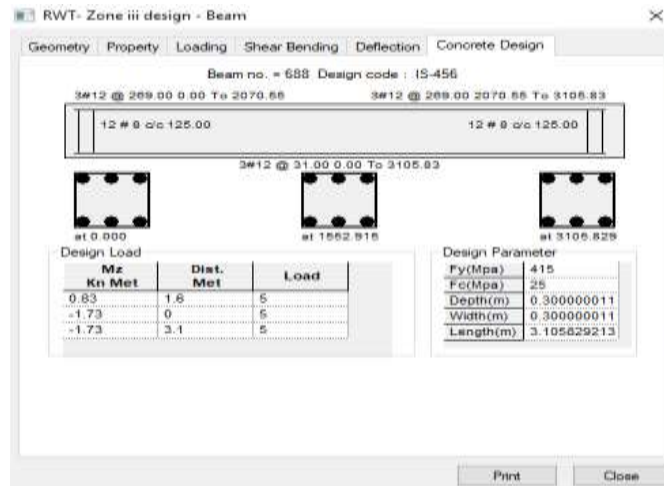 RWT- Zone iii design - Beam
Geometry Property Loading Shear Bending Deflection Concrete Design
Beam no. = 688 Design code : IS-456
3#12 @ 269.00 0.00 To 2070.55 3#12 @ 269.00 2070.55 To 3105.83
12 # 8 c/c 125.00 12 # 8 c/c 125.00
3#12 @ 31.00 0.00 To 3105.83
at 0.000 at 1552.915 at 3105.829
Design Load Design Parameter
Mz Kn Met Dist. Met Load
0.83 1.6 5
-1.73 0 5
-1.73 3.1 5
Fy(Mpa) 415
Fc(Mpa) 25
Depth(m) 0.300000011
Width(m) 0.300000011
Length(m) 3.105829213
Print Close